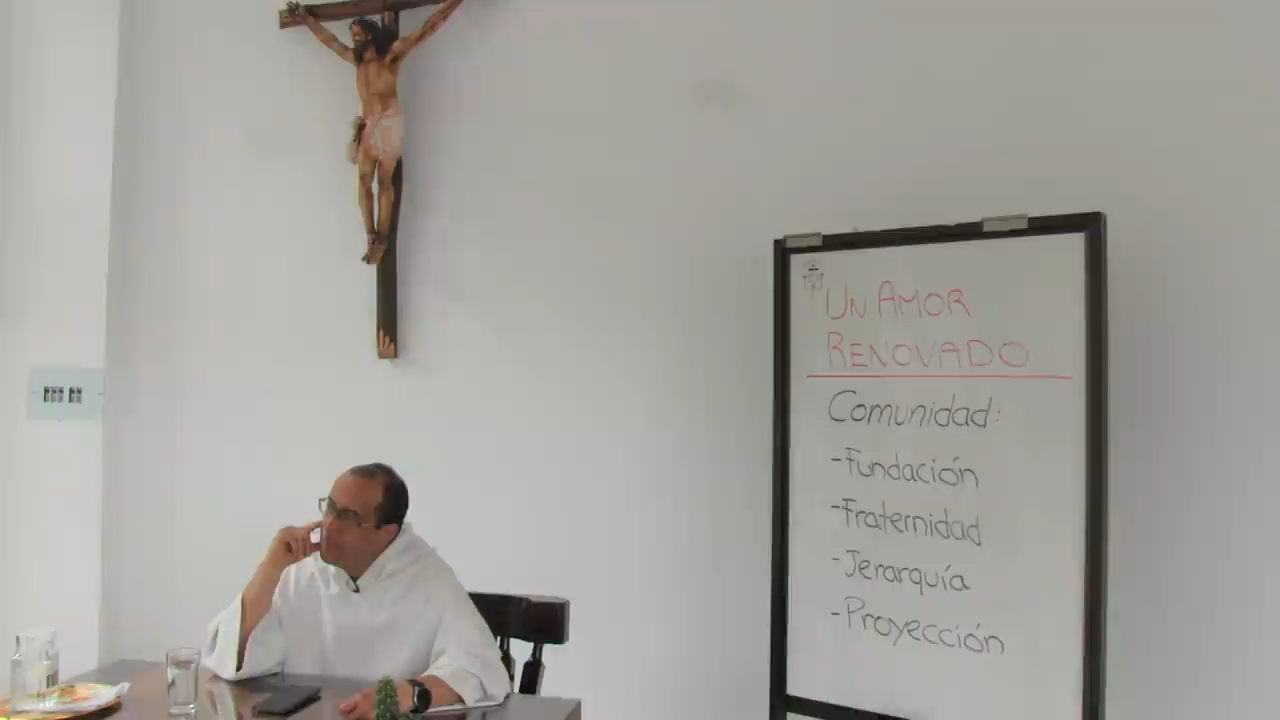 UN AMOR
RENOVADO
Comunidad:
-Fundación
-Fraternidad
-Jerarquía
-Proyección